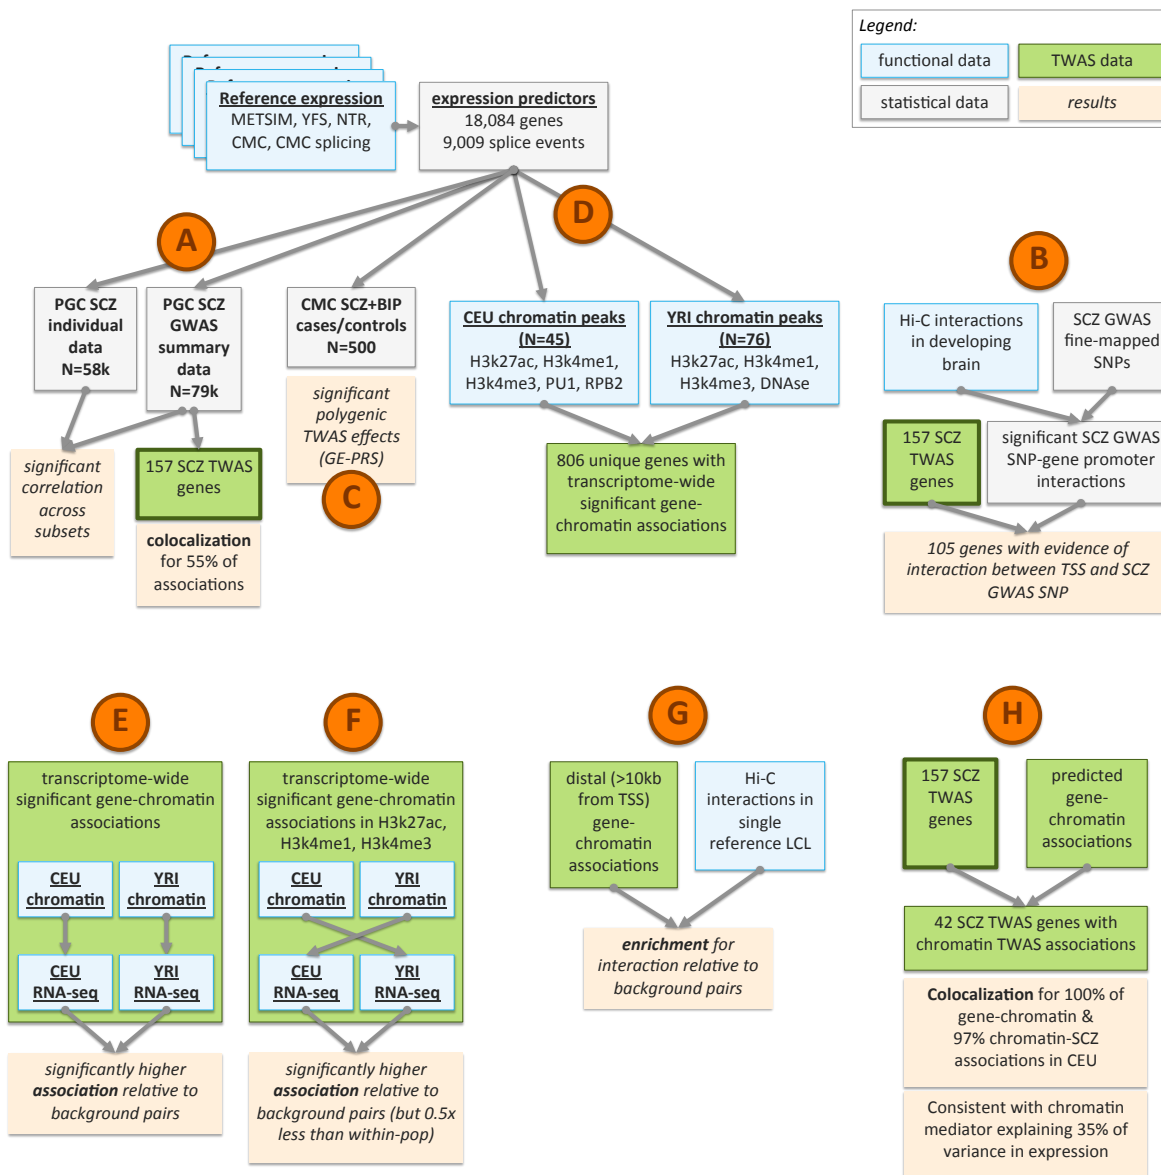 Legend:
functional data
TWAS data
statistical data
results
Reference expression
METSIM, YFS, NTR,
CMC, CMC splicing
expression predictors
18,084 genes
9,009 splice events
A
D
B
PGC SCZ
individual
data
N=58k
PGC SCZ
GWAS
summary
data
N=79k
CMC SCZ+BIP
cases/controls
N=500
CEU chromatin peaks
(N=45)
H3k27ac, H3k4me1,
H3k4me3, PU1, RPB2
YRI chromatin peaks
(N=76)
H3k27ac, H3k4me1,
H3k4me3, DNAse
Hi-C interactions
in developing
brain
SCZ GWAS
fine-mapped
SNPs
significant
correlation
across
subsets
157 SCZ TWAS
genes
colocalization
for 55% of
associations
significant
polygenic
TWAS effects
(GE-PRS)
C
806 unique genes with
transcriptome-wide
significant gene-
chromatin associations
157 SCZ
TWAS
genes
significant SCZ GWAS
SNP-gene promoter
interactions
105 genes with evidence of
interaction between TSS and SCZ
GWAS SNP
E
F
G
H
transcriptome-wide
significant gene-chromatin
associations
CEU
chromatin
YRI
chromatin
CEU
RNA-seq
YRI
RNA-seq
significantly higher
association relative to
background pairs
transcriptome-wide
significant gene-chromatin
associations in H3k27ac,
H3k4me1, H3k4me3
CEU
chromatin
YRI
chromatin
CEU
RNA-seq
YRI
RNA-seq
significantly higher
association relative to
background pairs (but 0.5x
less than within-pop)
distal (>10kb
from TSS)
gene-
chromatin
associations
Hi-C
interactions in
single
reference LCL
enrichment for
interaction relative to
background pairs
157 SCZ
TWAS
genes
predicted
gene-
chromatin
associations
42 SCZ TWAS genes with
chromatin TWAS associations
Colocalization for 100% of
gene-chromatin &
97% chromatin-SCZ
associations in CEU
Consistent with chromatin
mediator explaining 35% of
variance in expression